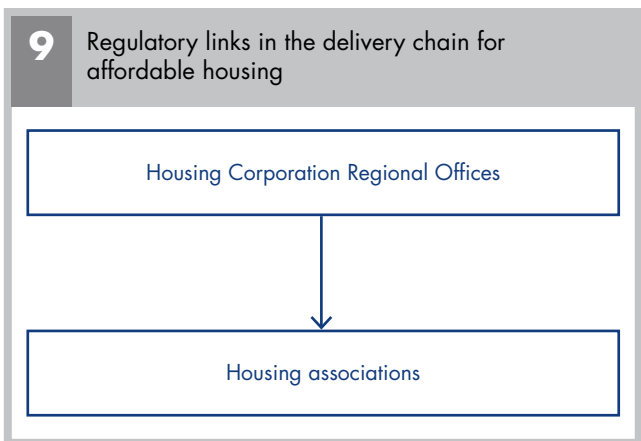 9
Regulatory links in the delivery chain for
affordable housing
Housing Corporation Regional Offices
Housing associations